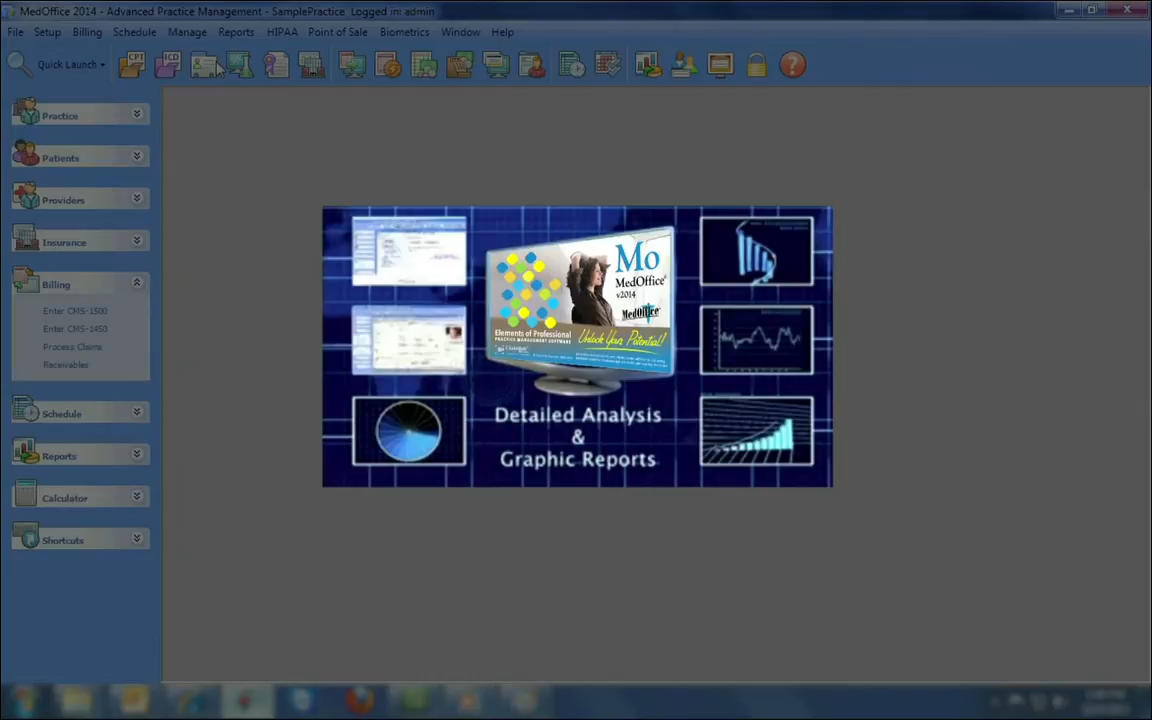 MedOffice 2014 - Advanced Practice Management - SamplePractice Logged in: admin
File Setup Billing Schedule Manage Reports HIPAA Point of Sale Biometrics Window Help
Quick Launch
CPT
ICD
Practice
Patients
Providers
Insurance
Billing
Enter CMS-1500
Enter CMS-1450
Process Claims
Receivables
Schedule
Reports
Calculator
Shortcuts
Mo
MedOffice®
v2014
MedOffice
Elements of Professional
PRACTICE MANAGEMENT SOFTWARE
Unlock Your Potential!
Detailed Analysis
&
Graphic Reports